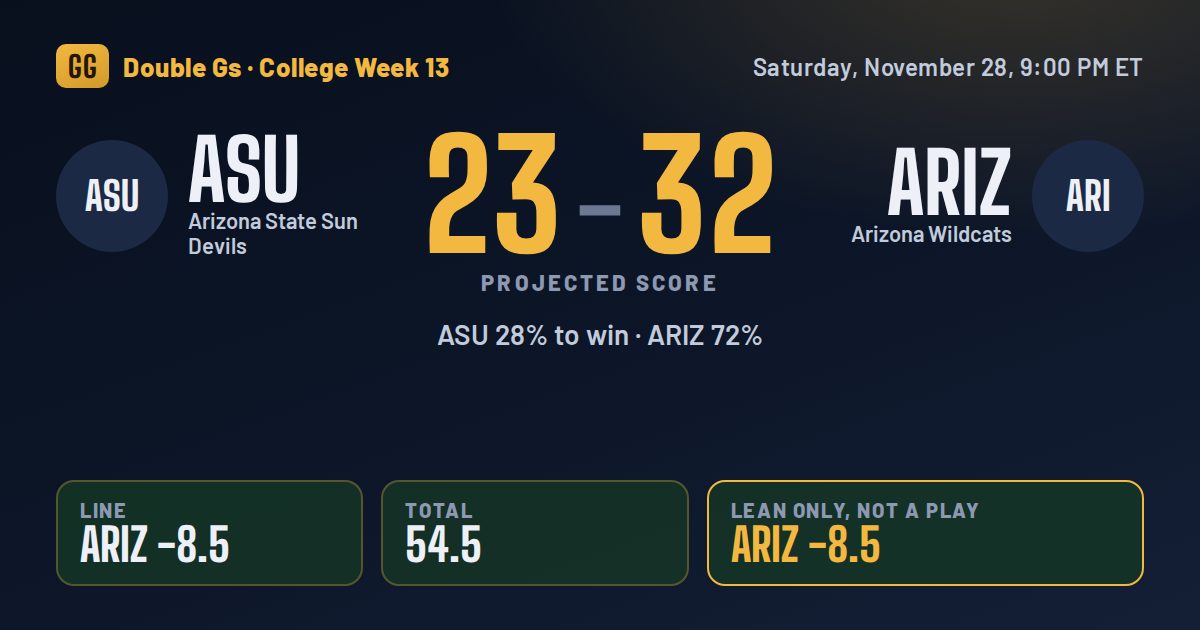 GG
Double Gs · College Week 13
Saturday, November 28, 9:00 PM ET
ASU
ASU
Arizona State Sun
Devils
23 – 32
PROJECTED SCORE
ASU 28% to win · ARIZ 72%
ARIZ
Arizona Wildcats
ARI
LINE
ARIZ −8.5
TOTAL
54.5
LEAN ONLY, NOT A PLAY
ARIZ −8.5